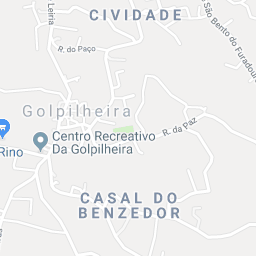 CIVIDADE
Leiria
R. do Paço
São Bento do Furadouro
Golpilheira
R. da Paz
Rino
Centro Recreativo
Da Golpilheira
CASAL DO
BENZEDOR